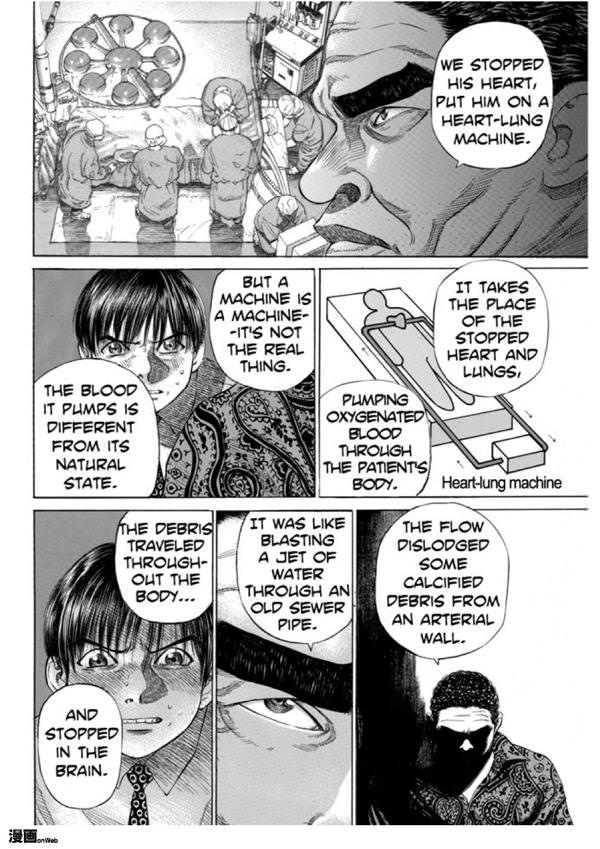 WE STOPPED
HIS HEART,
PUT HIM ON A
HEART-LUNG
MACHINE.
IT TAKES
THE PLACE
OF THE
STOPPED
HEART AND
LUNGS,
PUMPING
OXYGENATED
BLOOD
THROUGH
THE PATIENT'S
BODY.
Heart-lung machine
BUT A
MACHINE IS
A MACHINE-
-IT'S NOT
THE REAL
THING.
THE BLOOD
IT PUMPS IS
DIFFERENT
FROM ITS
NATURAL
STATE.
THE FLOW
DISLODGED
SOME
CALCIFIED
DEBRIS FROM
AN ARTERIAL
WALL.
IT WAS LIKE
BLASTING
A JET OF
WATER
THROUGH AN
OLD SEWER
PIPE.
THE DEBRIS
TRAVELED
THROUGH-
OUT THE
BODY...
AND
STOPPED
IN THE
BRAIN.
漫画onWeb